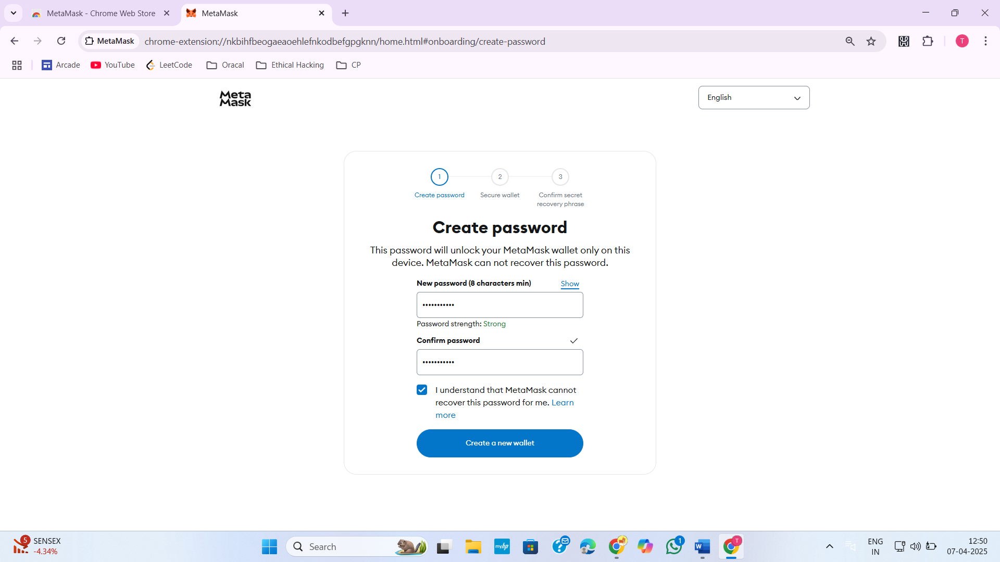 MetaMask - Chrome Web Store
MetaMask
MetaMask
chrome-extension://nkbihfbeogaeaoehlefnkodbefgpgknn/home.html#onboarding/create-password
T
Arcade
YouTube
LeetCode
Oracal
Ethical Hacking
CP
Meta
Mask
English
1
2
3
Create password
Secure wallet
Confirm secret
recovery phrase
Create password
This password will unlock your MetaMask wallet only on this
device. MetaMask can not recover this password.
New password (8 characters min)
Show
•••••••••••
Password strength: Strong
Confirm password
•••••••••••
I understand that MetaMask cannot
recover this password for me. Learn
more
Create a new wallet
5
SENSEX
-4.34%
Search
myhp
1
W
T
ENG
IN
12:50
07-04-2025